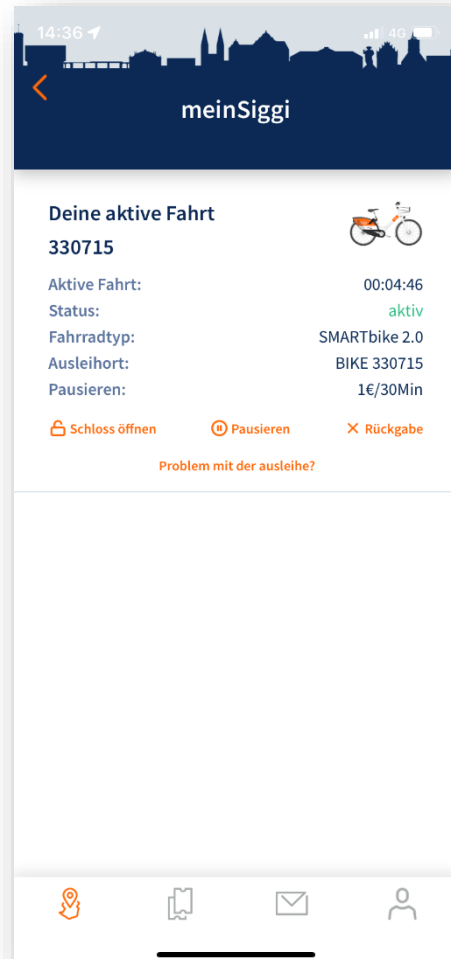 14:36
4G
meinSiggi
Deine aktive Fahrt
330715
Aktive Fahrt: 00:04:46
Status: aktiv
Fahrradtyp: SMARTbike 2.0
Ausleihort: BIKE 330715
Pausieren: 1€/30Min
Schloss öffnen Pausieren Rückgabe
Problem mit der ausleihe?